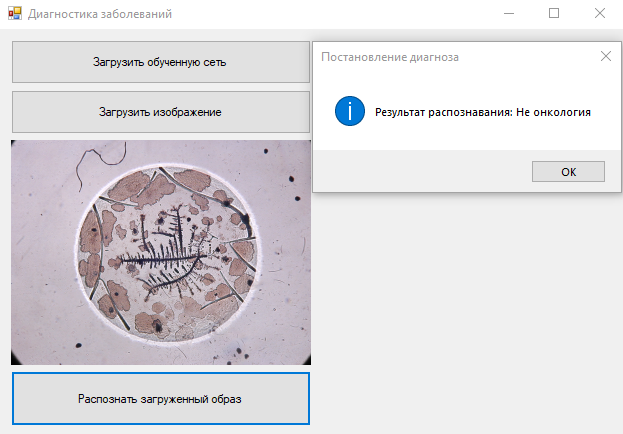 Диагностика заболеваний
Загрузить обученную сеть
Загрузить изображение
Постановление диагноза
Результат распознавания: Не онкология
ОК
Распознать загруженный образ